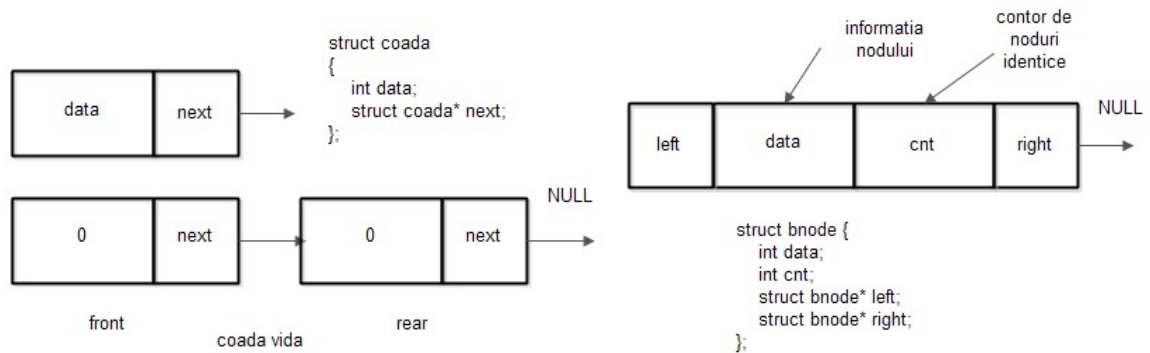 struct coada
{
int data;
struct coada* next;
};
data
next
0
next
0
next
NULL
front
rear
coada vida
informatia
nodului
contor de
noduri
identice
left
data
cnt
right
NULL
struct bnode {
int data;
int cnt;
struct bnode* left;
struct bnode* right;
};